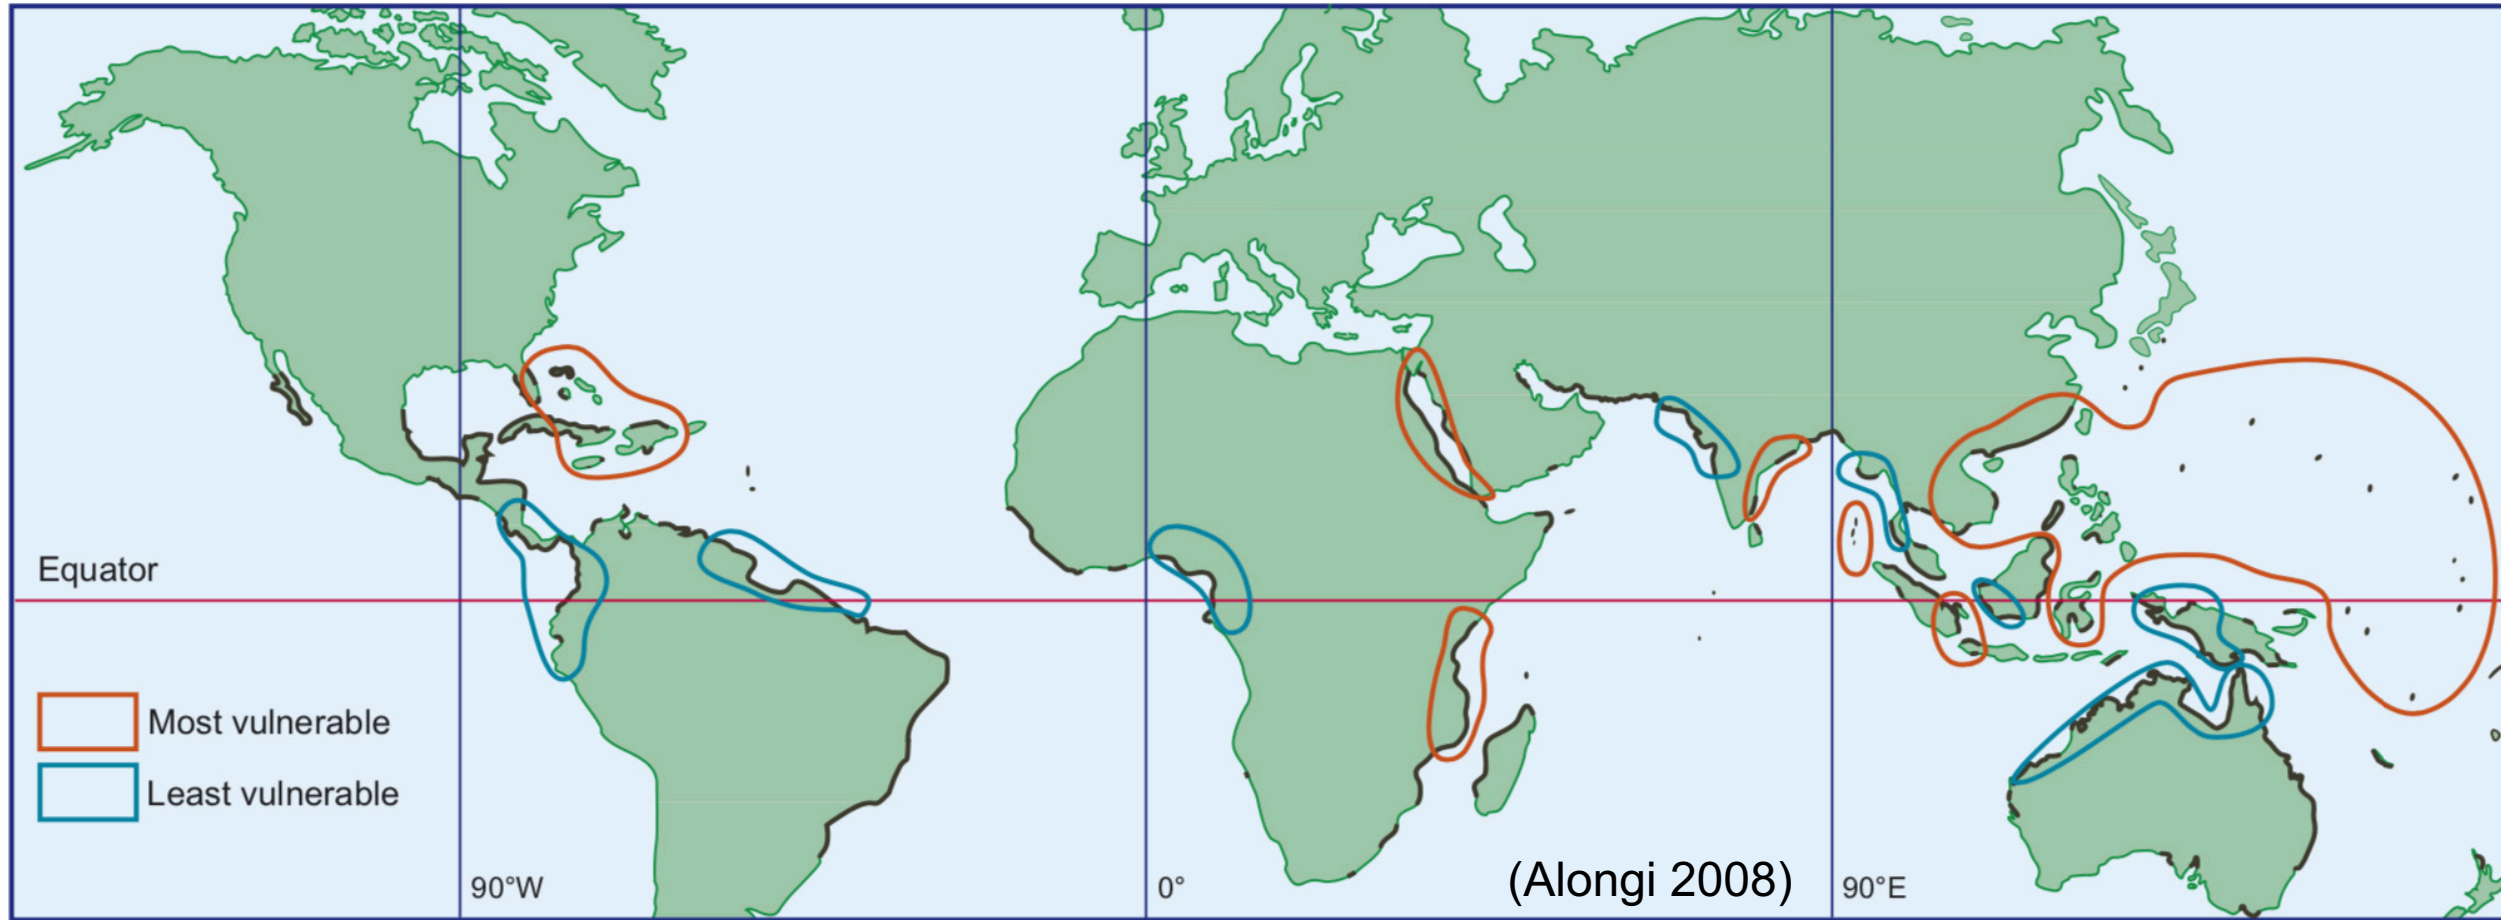 Equator
Most vulnerable
Least vulnerable
90°W
0°
(Alongi 2008)
90°E